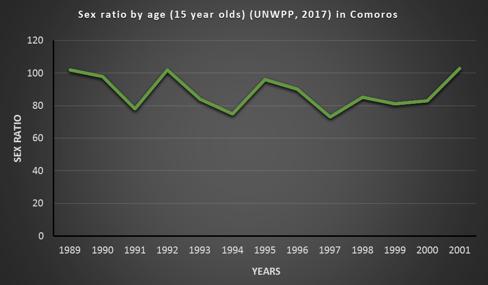 Sex ratio by age (15 year olds) (UNWPP, 2017) in Comoros
120
100
80
60
40
20
0
SEX RATIO
1989 1990 1991 1992 1993 1994 1995 1996 1997 1998 1999 2000 2001
YEARS